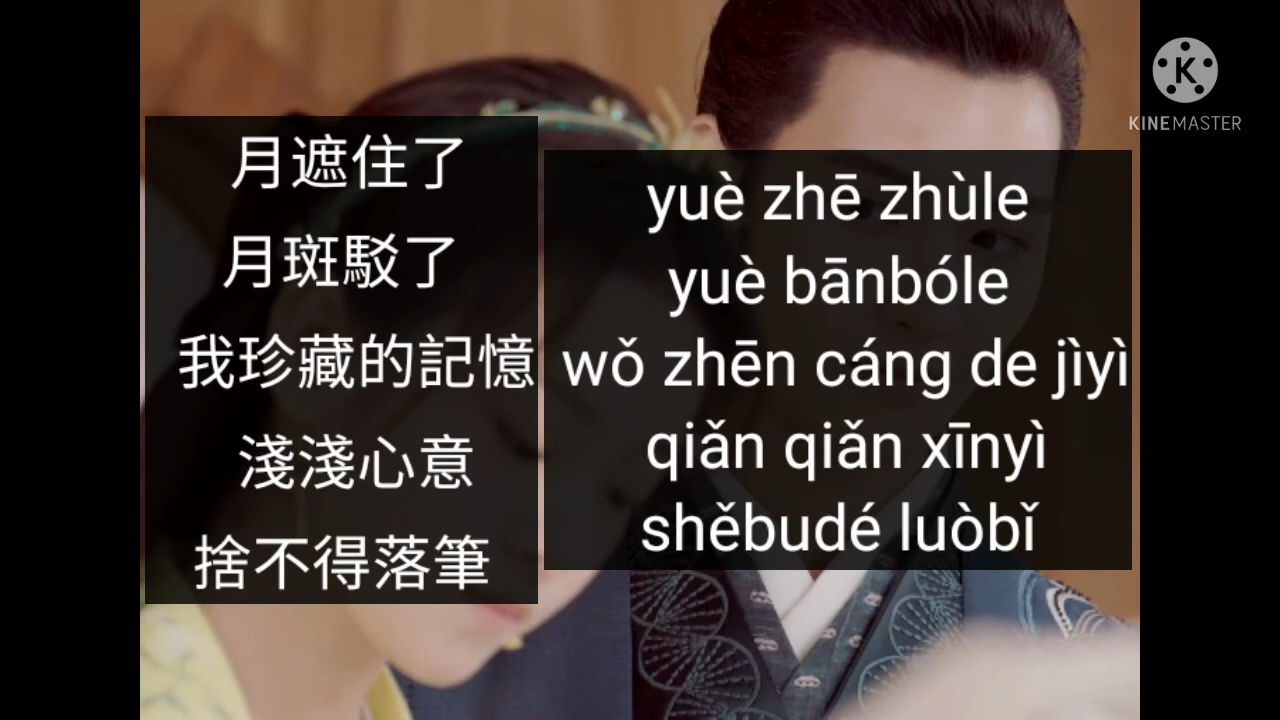 月遮住了
月斑駁了
我珍藏的記憶
淺淺心意
捨不得落筆
yuè zhē zhùle
yuè bānbóle
wǒ zhēn cáng de jìyì
qiǎn qiǎn xīnyì
shěbudé luòbǐ
K
KINEMASTER